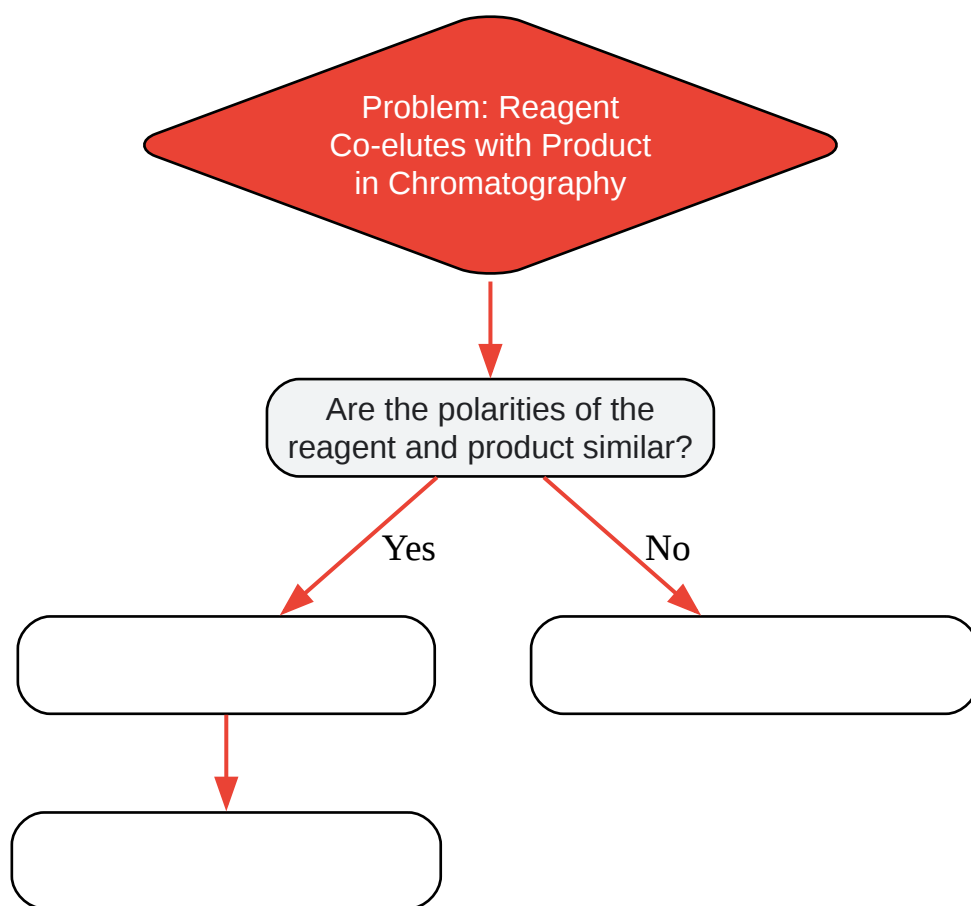 Problem: Reagent
Co-elutes with Product
in Chromatography
Are the polarities of the
reagent and product similar?
Yes
No